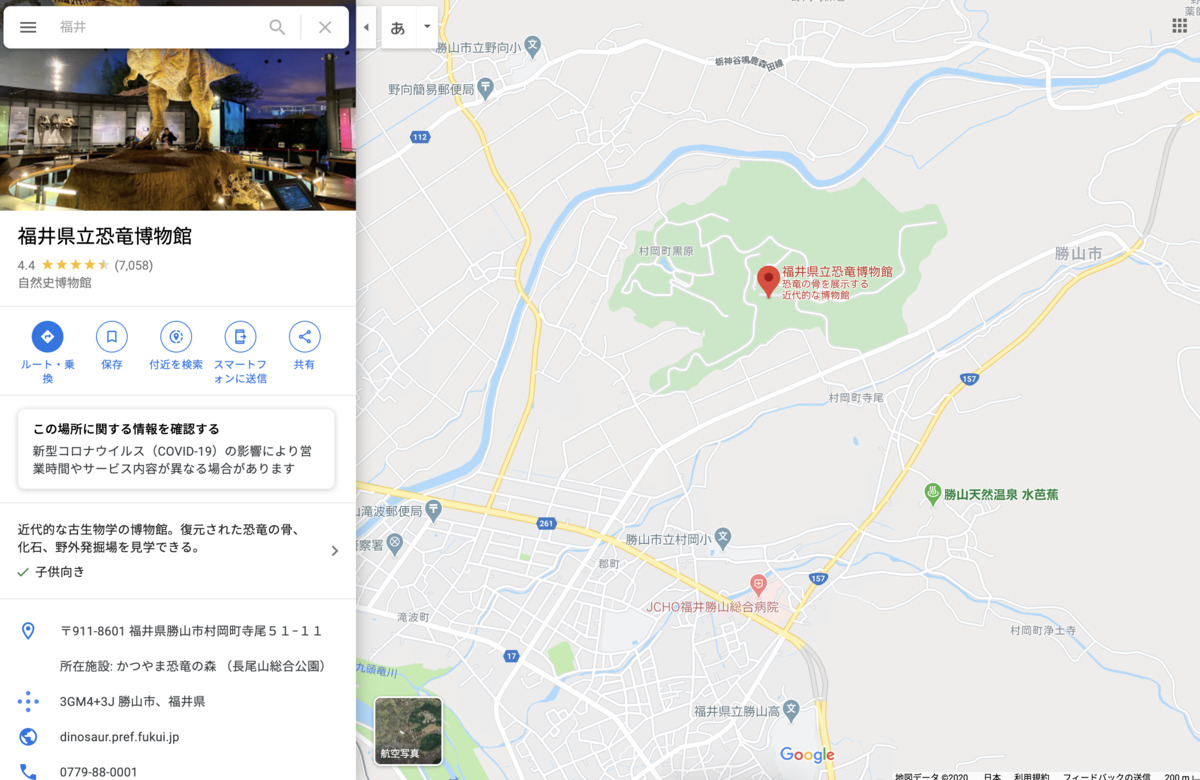 福井
あ
福井県立恐竜博物館
4.4 (7,058)
自然史博物館
ルート・乗
換
保存
付近を検索
スマートフ
ォンに送信
共有
この場所に関する情報を確認する
新型コロナウイルス（COVID-19）の影響により営
業時間やサービス内容が異なる場合があります
近代的な古生物学の博物館。復元された恐竜の骨、
化石、野外発掘場を見学できる。
子供向き
〒911-8601 福井県勝山市村岡町寺尾５１−１１
所在施設: かつやま恐竜の森 （長尾山総合公園）
3GM4+3J 勝山市、福井県
dinosaur.pref.fukui.jp
0779-88-0001
勝山市立野向小
野向簡易郵便局
112
栃神谷鳴鹿森田線
村岡町黒原
福井県立恐竜博物館
恐竜の骨を展示する
近代的な博物館
勝山市
157
村岡町寺尾
勝山天然温泉 水芭蕉
山滝波郵便局
261
察署
勝山市立村岡小
郡町
157
JCHO福井勝山総合病院
滝波町
村岡町浄土寺
17
九頭竜川
福井県立勝山高
航空写真
Google
地図データ ©2020 日本 利用規約 フィードバックの送信 200 m